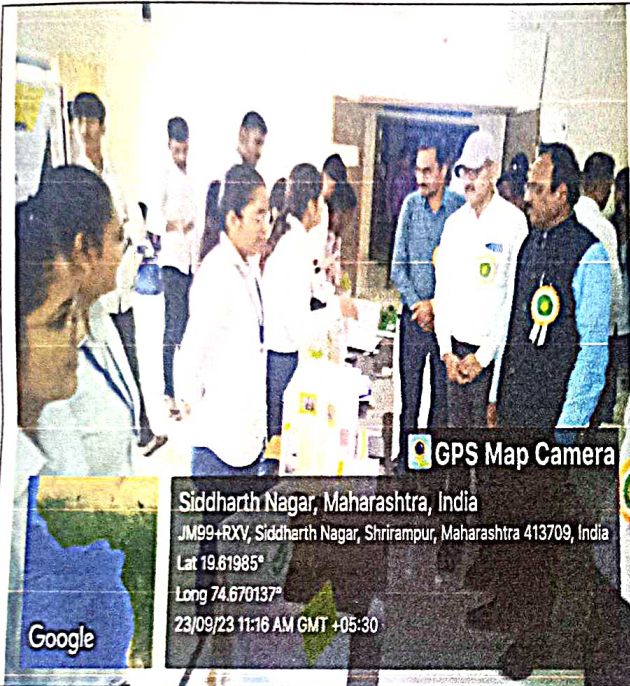 GPS Map Camera
Siddharth Nagar, Maharashtra, India
JM99+RXV, Siddharth Nagar, Shrirampur, Maharashtra 413709, India
Lat 19.61985°
Long 74.670137°
23/09/23 11:16 AM GMT +05:30
Google